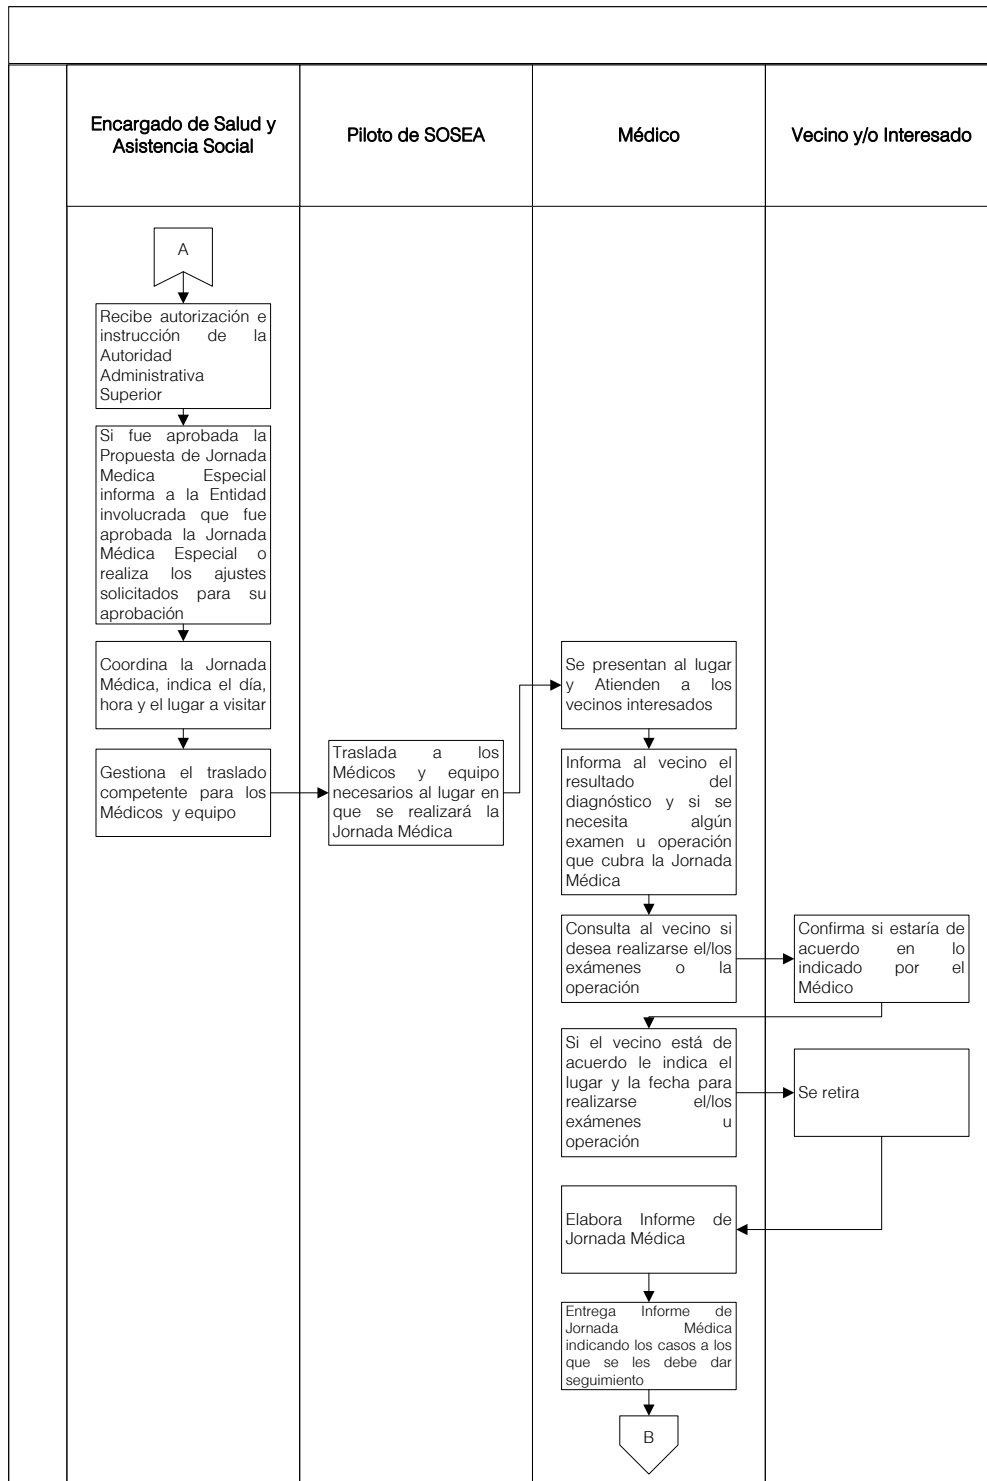 Encargado de Salud y
Asistencia Social
Piloto de SOSEA
Médico
Vecino y/o Interesado
A
Recibe autorización e
instrucción de la
Autoridad
Administrativa
Superior
Si fue aprobada la
Propuesta de Jornada
Medica Especial
informa a la Entidad
involucrada que fue
aprobada la Jornada
Médica Especial o
realiza los ajustes
solicitados para su
aprobación
Coordina la Jornada
Médica, indica el día,
hora y el lugar a visitar
Gestiona el traslado
competente para los
Médicos y equipo
Traslada a los
Médicos y equipo
necesarios al lugar en
que se realizará la
Jornada Médica
Se presentan al lugar
y Atienden a los
vecinos interesados
Informa al vecino el
resultado del
diagnóstico y si se
necesita algún
examen u operación
que cubra la Jornada
Médica
Consulta al vecino si
desea realizarse el/los
exámenes o la
operación
Confirma si estaría de
acuerdo en lo
indicado por el
Médico
Si el vecino está de
acuerdo le indica el
lugar y la fecha para
realizarse el/los
exámenes u
operación
Se retira
Elabora Informe de
Jornada Médica
Entrega Informe de
Jornada Médica
indicando los casos a los
que se les debe dar
seguimiento
B